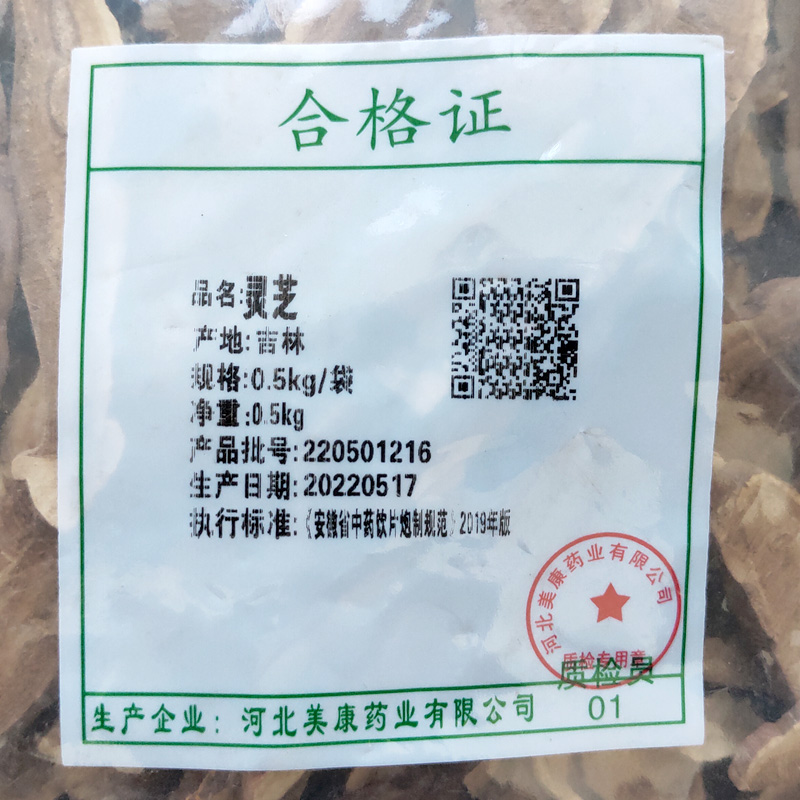 合格证
品名:灵芝
产地:吉林
规格:0.5kg/袋
净重:0.5kg
产品批号:220501216
生产日期:20220517
执行标准:《安徽省中药饮片炮制规范》2019年版
河北美康药业有限公司
质检专用章
质检员
01
生产企业：河北美康药业有限公司